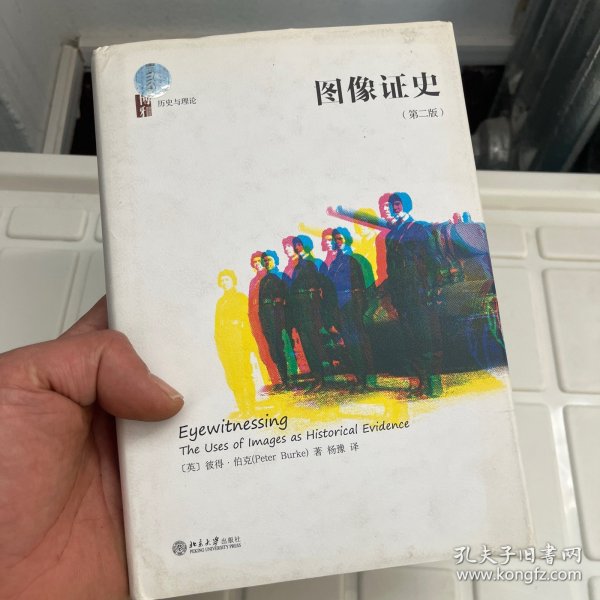 博雅
历史与理论
图像证史
（第二版）
Eyewitnessing
The Uses of Images as Historical Evidence
〔英〕彼得·伯克(Peter Burke) 著 杨豫 译
北京大学出版社
PEKING UNIVERSITY PRESS
孔夫子旧书网
www.kongfz.com